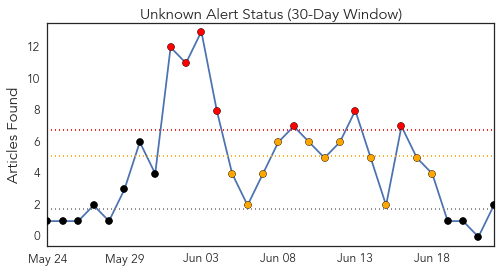 Unknown Alert Status (30-Day Window)
Articles Found
12
10
8
6
4
2
0
May 24
May 29
Jun 03
Jun 08
Jun 13
Jun 18